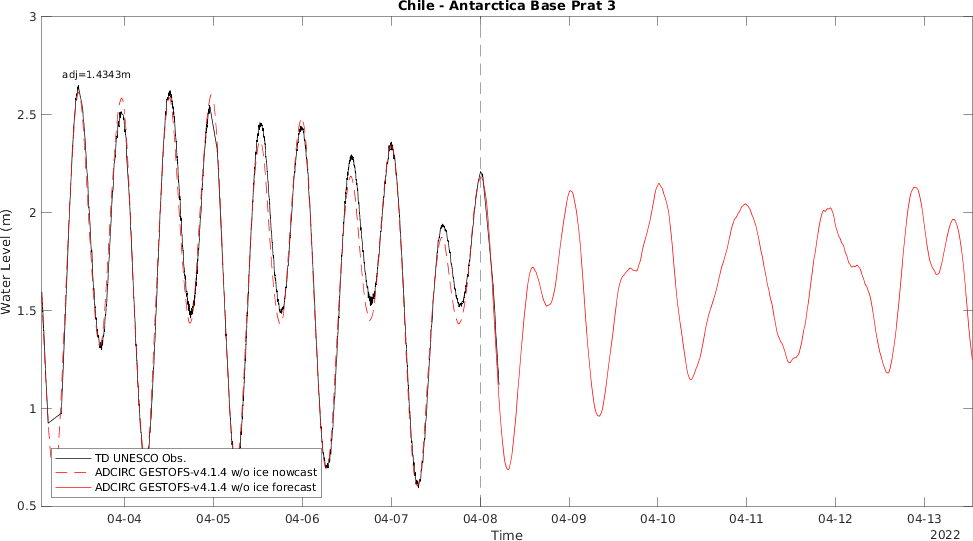 Chile - Antarctica Base Prat 3
adj=1.4343m
3
2.5
2
1.5
1
0.5
Water Level (m)
TD UNESCO Obs.
ADCIRC GESTOFS-v4.1.4 w/o ice nowcast
ADCIRC GESTOFS-v4.1.4 w/o ice forecast
04-04 04-05 04-06 04-07 04-08 04-09 04-10 04-11 04-12 04-13
Time
2022